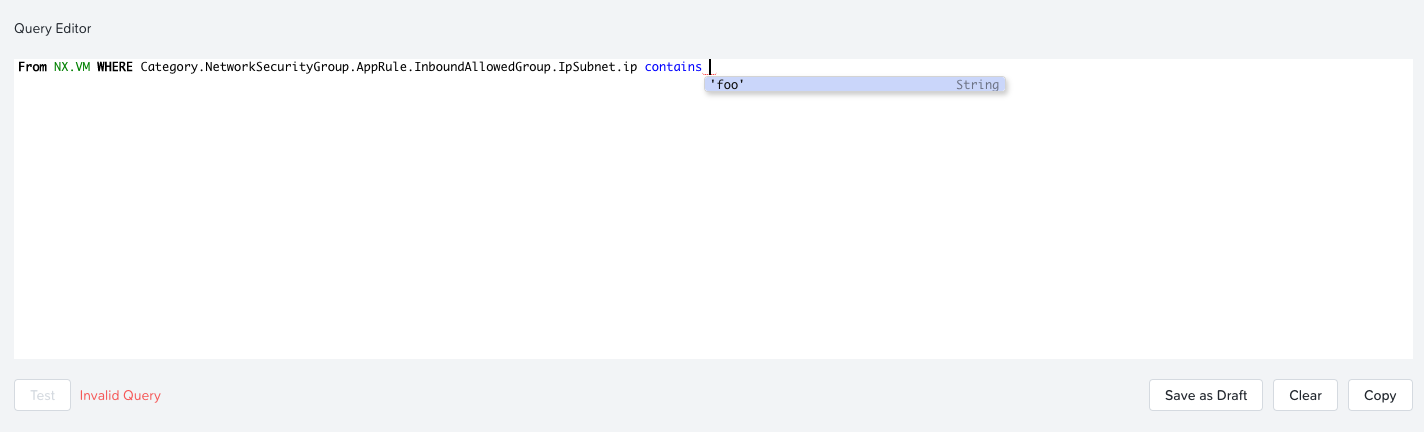 Query Editor
From NX.VM WHERE Category.NetworkSecurityGroup.AppRule.InboundAllowedGroup.IpSubnet.ip contains
'foo' String
Test Invalid Query Save as Draft Clear Copy